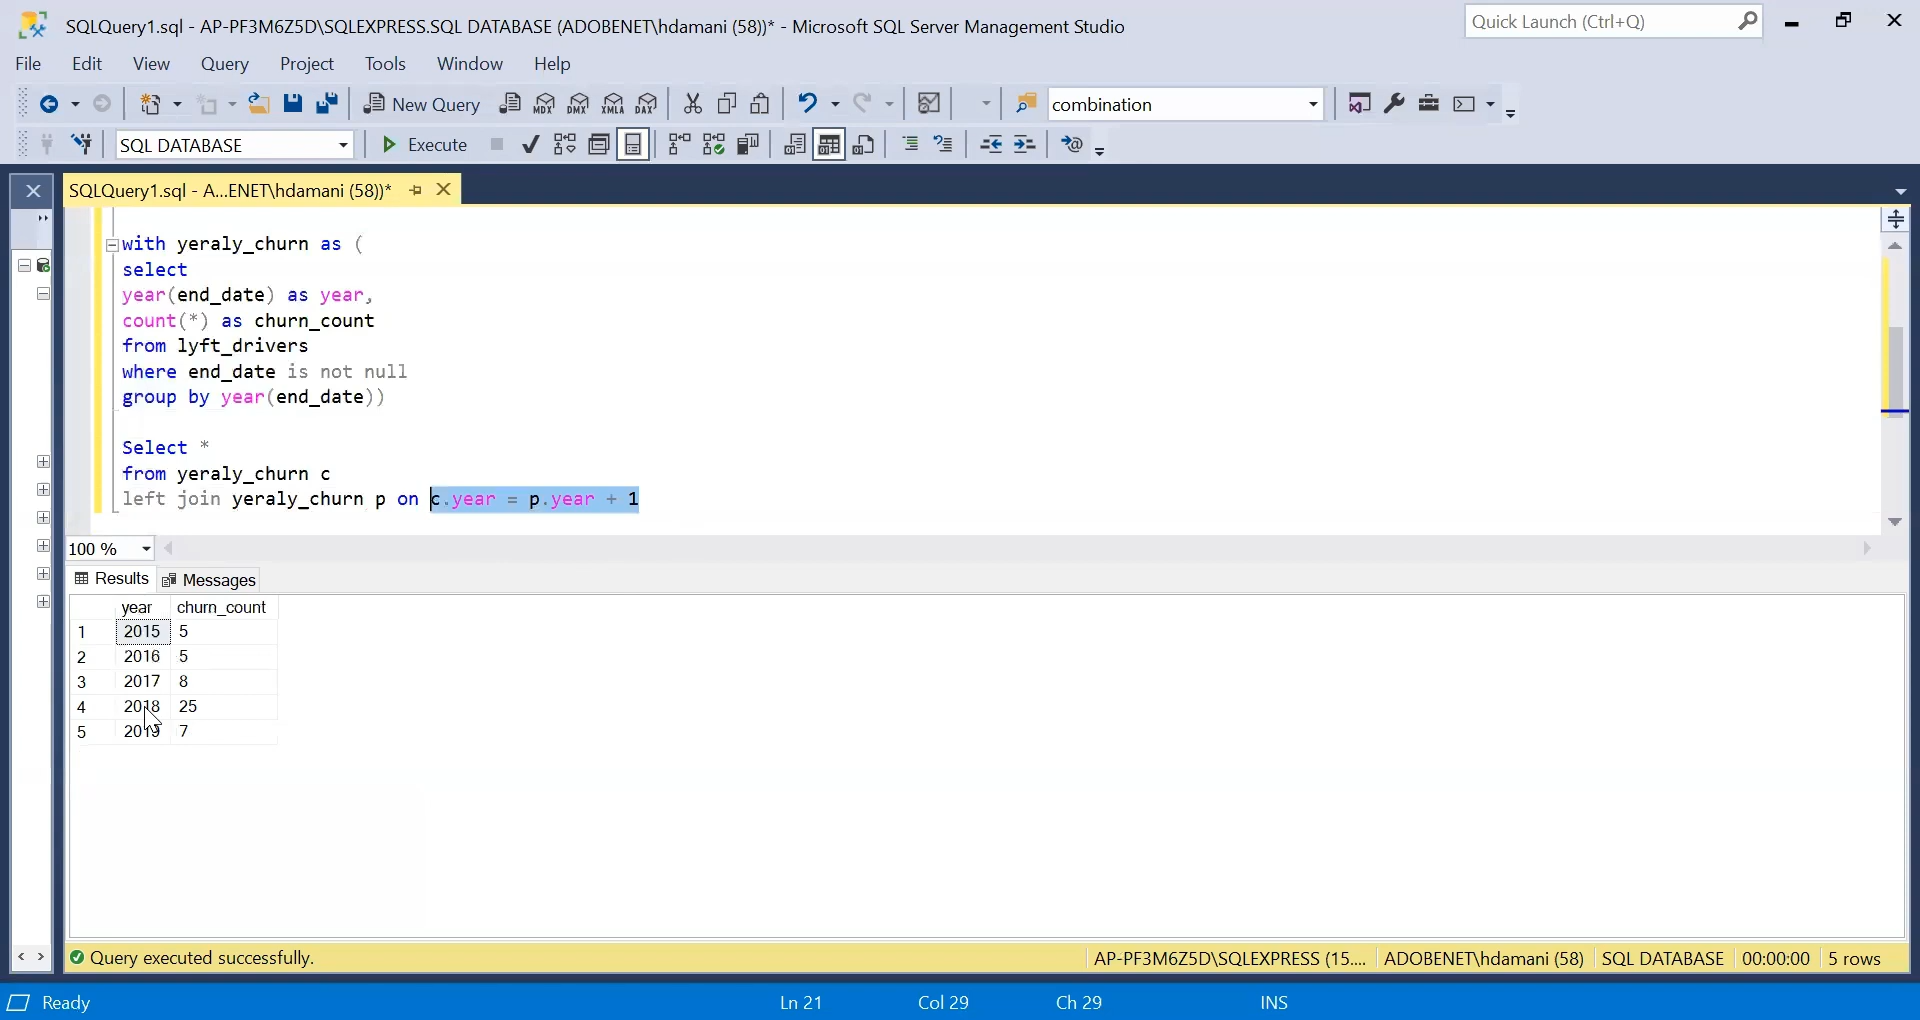 SQLQuery1.sql - AP-PF3M6Z5D\SQLEXPRESS.SQL DATABASE (ADOBENET\hdamani (58))* - Microsoft SQL Server Management Studio
Quick Launch (Ctrl+Q)
File Edit View Query Project Tools Window Help
New Query MDX DMX XMLA DAX combination
SQL DATABASE Execute
SQLQuery1.sql - A...ENET\hdamani (58))*
with yeraly_churn as (
select
year(end_date) as year,
count(*) as churn_count
from lyft_drivers
where end_date is not null
group by year(end_date))
Select *
from yeraly_churn c
left join yeraly_churn p on c.year = p.year + 1
100 %
Results Messages
year churn_count
1 2015 5
2 2016 5
3 2017 8
4 2018 25
5 2019 7
Query executed successfully. AP-PF3M6Z5D\SQLEXPRESS (15.... ADOBENET\hdamani (58) SQL DATABASE 00:00:00 5 rows
Ready Ln 21 Col 29 Ch 29 INS